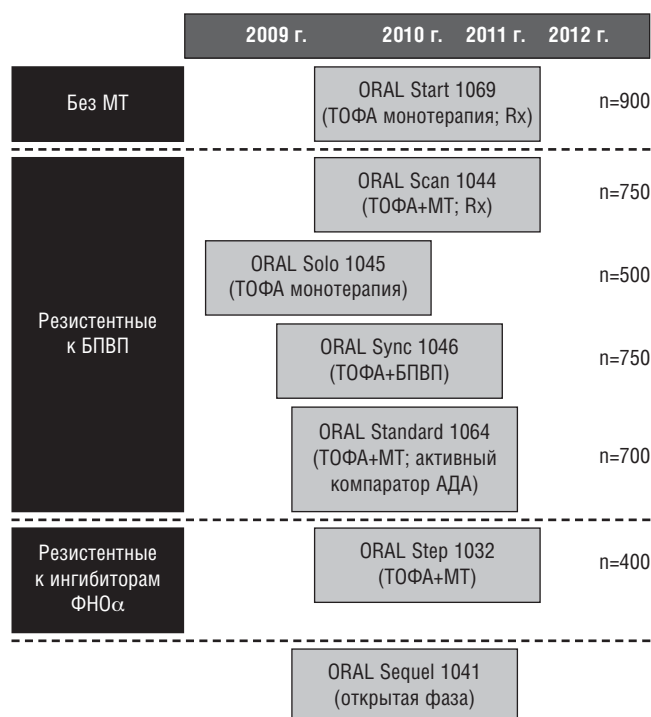 2009 г. 2010 г. 2011 г. 2012 г.
Без МТ
ORAL Start 1069
(ТОФА монотерапия; Rx)
n=900
ORAL Scan 1044
(ТОФА+МТ; Rx)
n=750
ORAL Solo 1045
(ТОФА монотерапия)
n=500
Резистентные
к БПВП
ORAL Sync 1046
(ТОФА+БПВП)
n=750
ORAL Standard 1064
(ТОФА+МТ; активный
компаратор АДА)
n=700
Резистентные
к ингибиторам
ФНОα
ORAL Step 1032
(ТОФА+МТ)
n=400
ORAL Sequel 1041
(открытая фаза)